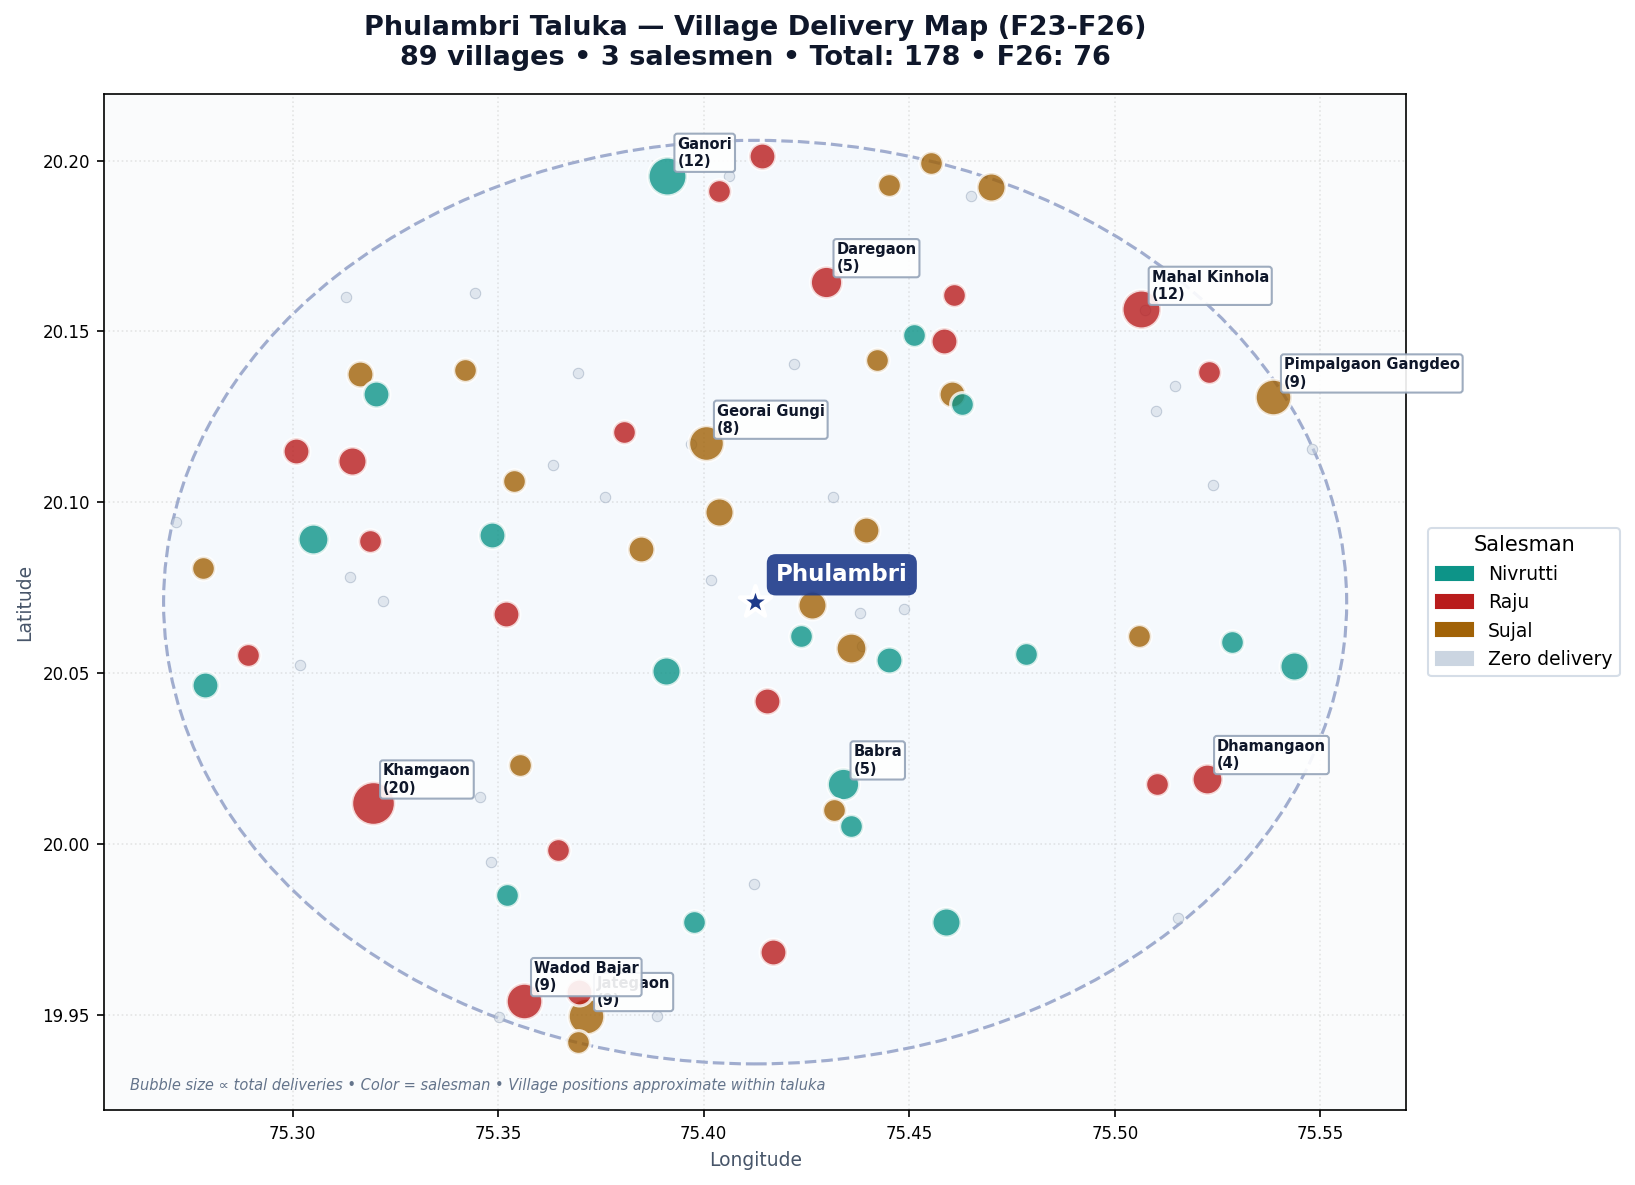 Phulambri Taluka — Village Delivery Map (F23-F26)
89 villages • 3 salesmen • Total: 178 • F26: 76
Ganori
(12)
Daregaon
(5)
Mahal Kinhola
(12)
Pimpalgaon Gangdeo
(9)
Georai Gungi
(8)
Phulambri
Babra
(5)
Dhamangaon
(4)
Khamgaon
(20)
Wadod Bajar
(9)
Jategaon
(9)
Bubble size ∝ total deliveries • Color = salesman • Village positions approximate within taluka
Latitude
20.20
20.15
20.10
20.05
20.00
19.95
75.30
75.35
75.40
75.45
75.50
75.55
Longitude
Salesman
Nivrutti
Raju
Sujal
Zero delivery